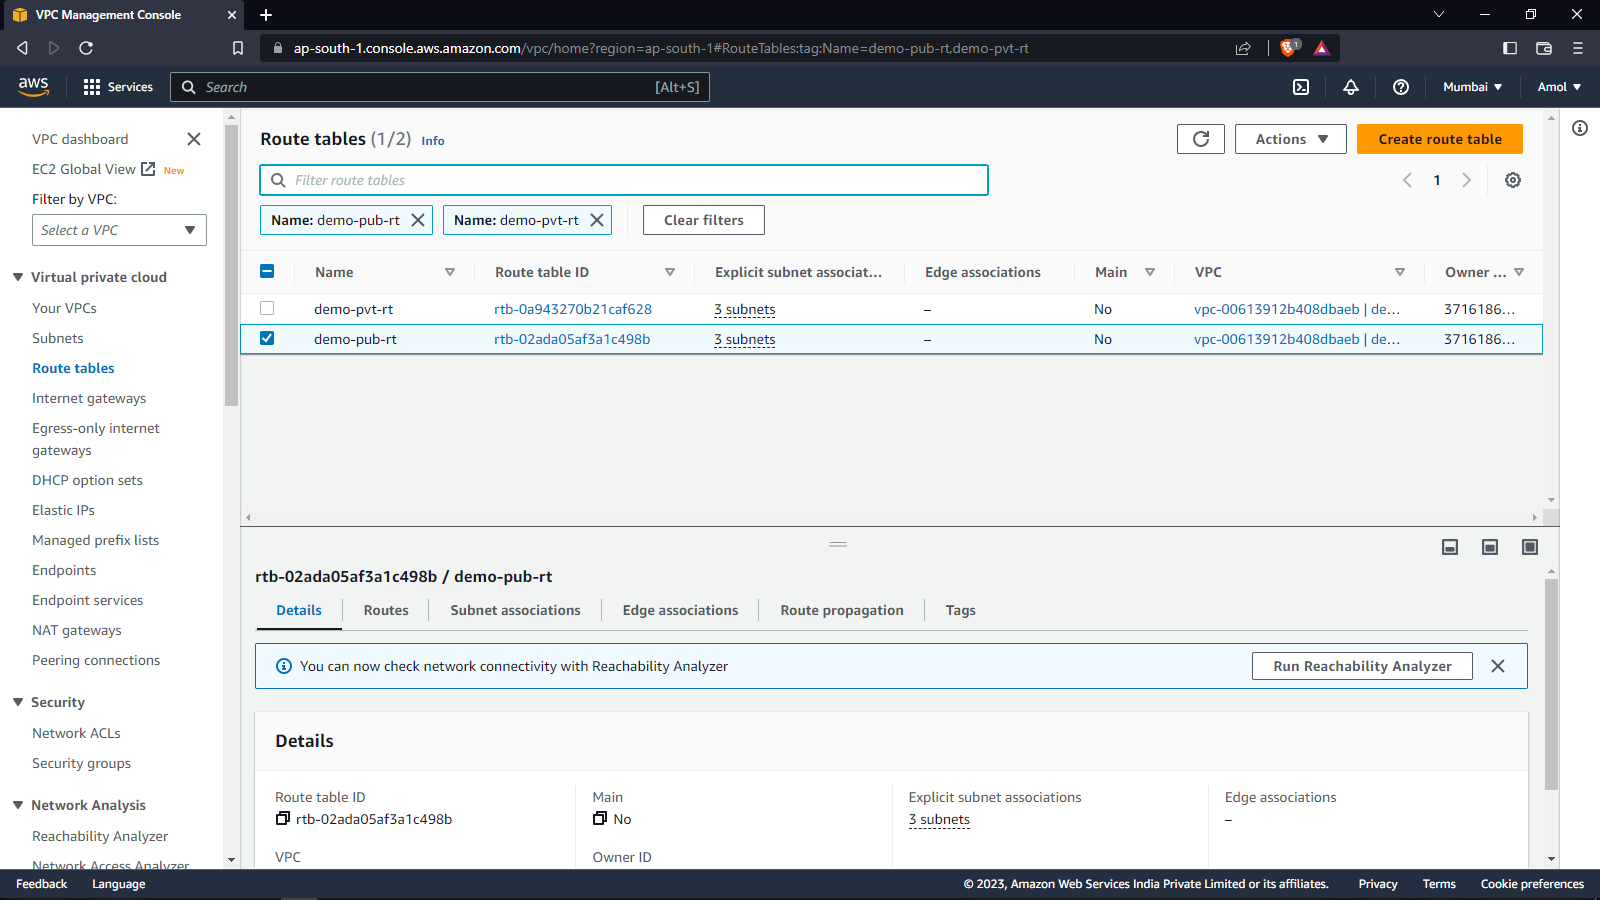 VPC Management Console
ap-south-1.console.aws.amazon.com/vpc/home?region=ap-south-1#RouteTables:tag:Name=demo-pub-rt,demo-pvt-rt
1
aws
Services
Search
[Alt+S]
Mumbai
Amol
VPC dashboard
EC2 Global View
New
Filter by VPC:
Select a VPC
Virtual private cloud
Your VPCs
Subnets
Route tables
Internet gateways
Egress-only internet
gateways
DHCP option sets
Elastic IPs
Managed prefix lists
Endpoints
Endpoint services
NAT gateways
Peering connections
Security
Network ACLs
Security groups
Network Analysis
Reachability Analyzer
Network Access Analyzer
Route tables (1/2) Info
Actions
Create route table
Filter route tables
1
Name: demo-pub-rt
Name: demo-pvt-rt
Clear filters
Name Route table ID Explicit subnet associat... Edge associations Main VPC Owner ...
demo-pvt-rt rtb-0a943270b21caf628 3 subnets – No vpc-00613912b408dbaeb | de... 3716186...
demo-pub-rt rtb-02ada05af3a1c498b 3 subnets – No vpc-00613912b408dbaeb | de... 3716186...
rtb-02ada05af3a1c498b / demo-pub-rt
Details Routes Subnet associations Edge associations Route propagation Tags
You can now check network connectivity with Reachability Analyzer
Run Reachability Analyzer
Details
Route table ID
rtb-02ada05af3a1c498b
Main
No
Explicit subnet associations
3 subnets
Edge associations
–
VPC
Owner ID
Feedback
Language
© 2023, Amazon Web Services India Private Limited or its affiliates.
Privacy
Terms
Cookie preferences